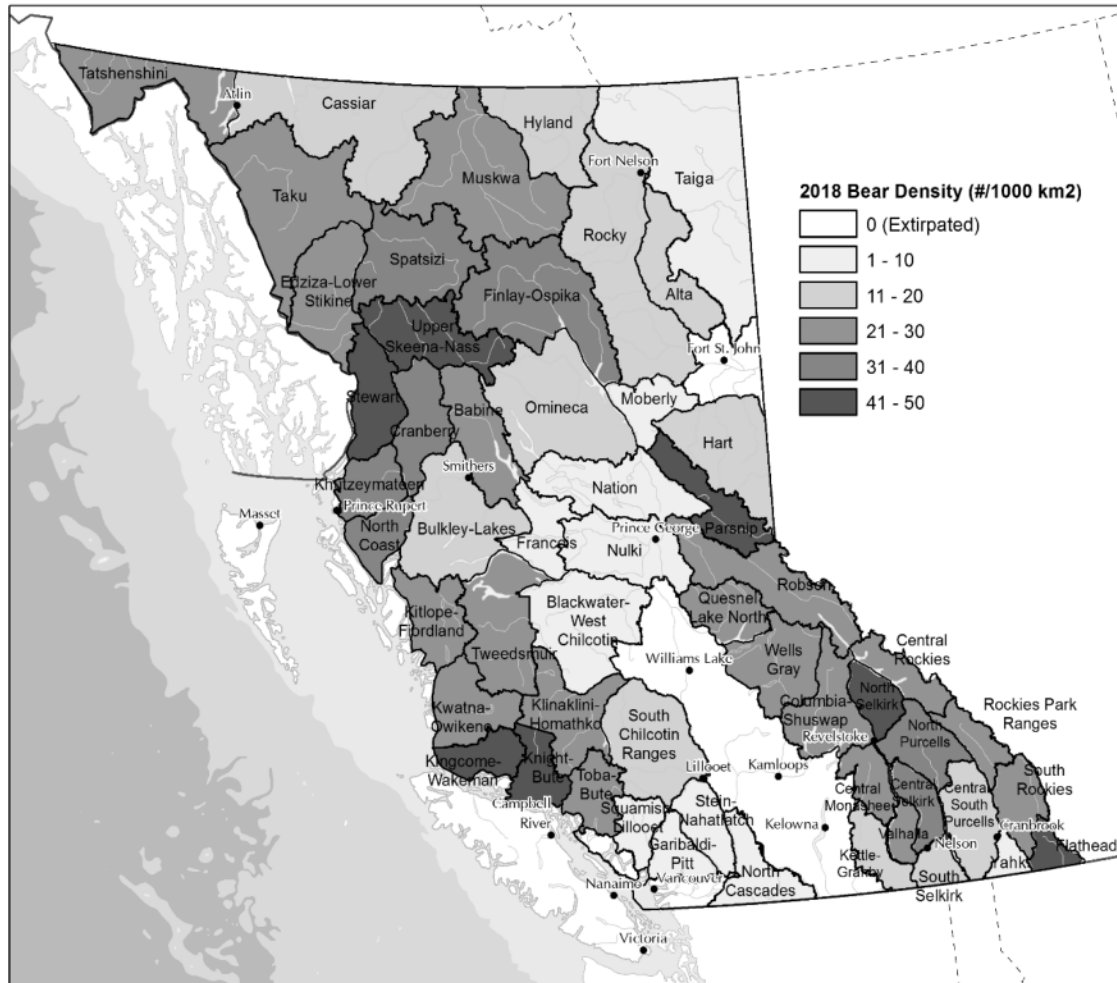 Tatshenshini
Atlin
Cassiar
Hyland
Fort Nelson
Taiga
Muskwa
Taku
Rocky
Spatsizi
Edziza-Lower
Stikine
Finlay-Ospika
Alta
Upper
Skeena-Nass
Fort St. John
Stewart
Moberly
Babine
Omineca
Cranberry
Hart
Smithers
Khutzeymateen
Nation
Prince Rupert
Masset
North
Coast
Bulkley-Lakes
Francois
Nulki
Prince George
Parsnip
Robson
Blackwater-
West
Chilcotin
Quesnel
Lake North
Kitlope-
Fiordland
Tweedsmuir
Williams Lake
Wells
Gray
Central
Rockies
North
Selkirk
Rockies Park
Ranges
Kwatna-
Owikeno
Klinaklini-
Homathko
South
Chilcotin
Ranges
Columbia-
Shuswap
Revelstoke
North
Purcells
Kingcome-
Wakeman
Knight-
Bute
Toba-
Bute
Lillooet
Kamloops
South
Rockies
Central
Monashee
Central
Selkirk
Central
South
Purcells
Campbell
River
Squamish
Lillooet
Stein-
Nahatlatch
Kelowna
Valhalla
Nelson
Cranbrook
Flathead
Garibaldi-
Pitt
Kettle-
Granby
Yahk
Nanaimo
Vancouver
North
Cascades
South
Selkirk
Victoria
2018 Bear Density (#/1000 km2)
0 (Extirpated)
1 - 10
11 - 20
21 - 30
31 - 40
41 - 50